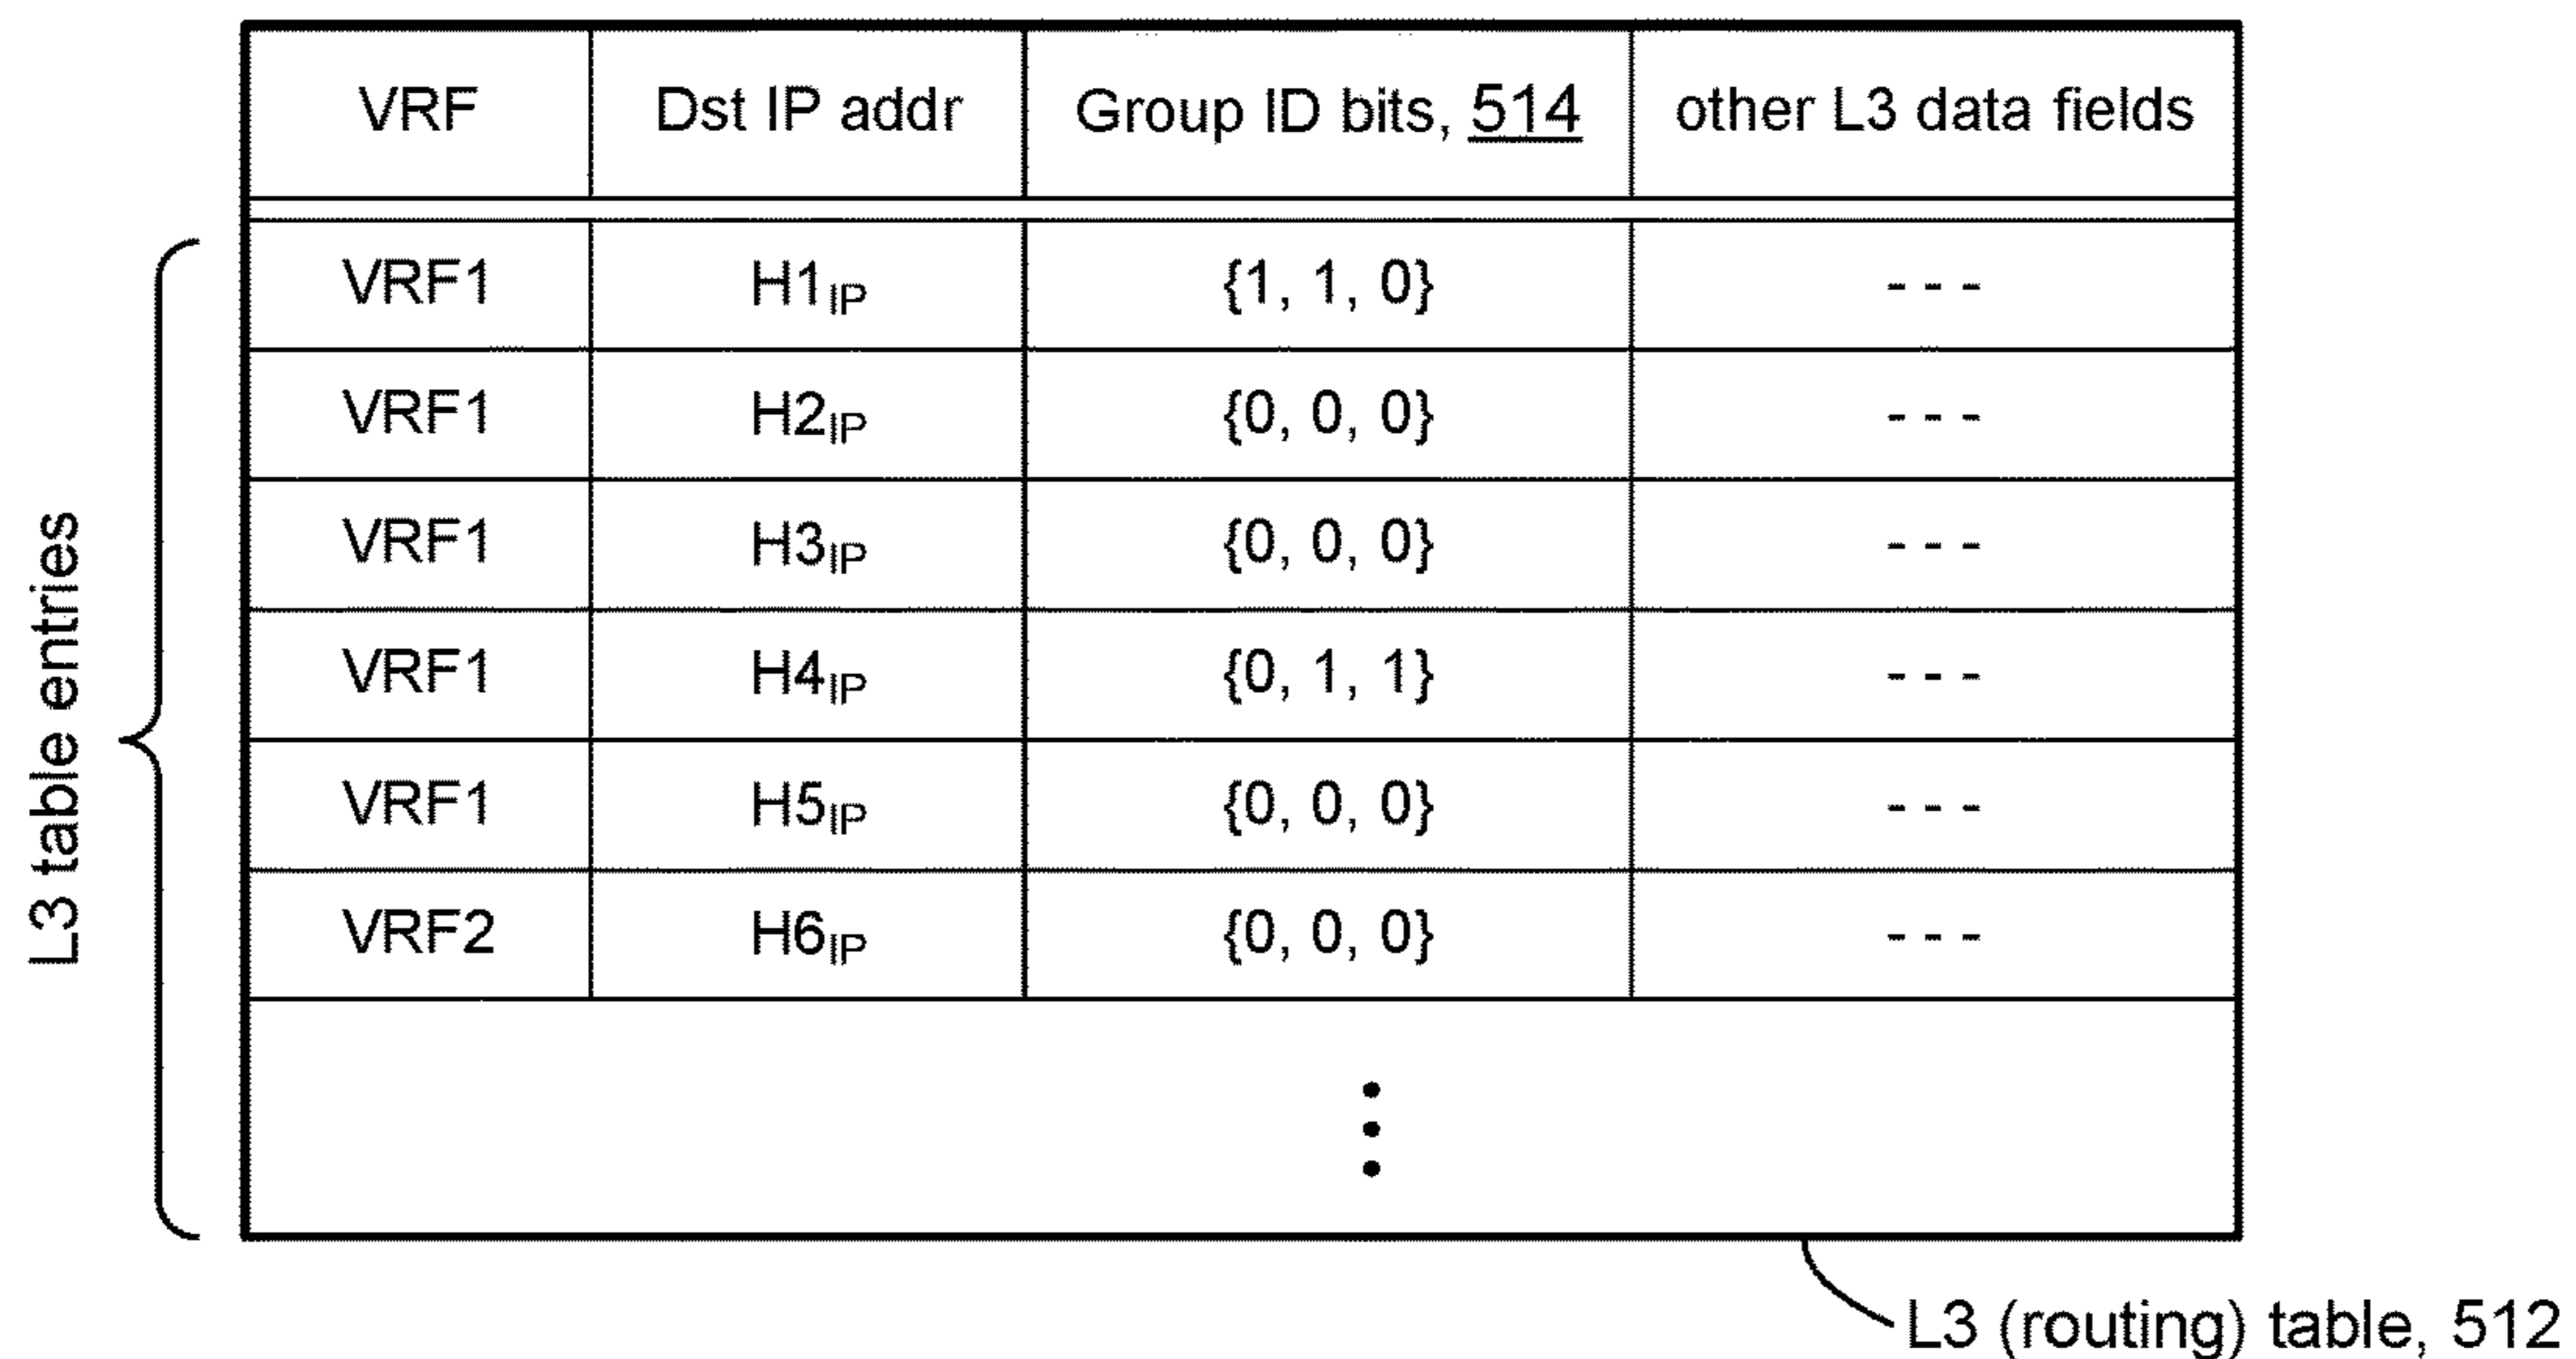 VRF Dst IP addr Group ID bits, 514 other L3 data fields
VRF1 H1IP {1, 1, 0} - - -
VRF1 H2IP {0, 0, 0} - - -
VRF1 H3IP {0, 0, 0} - - -
VRF1 H4IP {0, 1, 1} - - -
VRF1 H5IP {0, 0, 0} - - -
VRF2 H6IP {0, 0, 0} - - -
L3 table entries
L3 (routing) table, 512